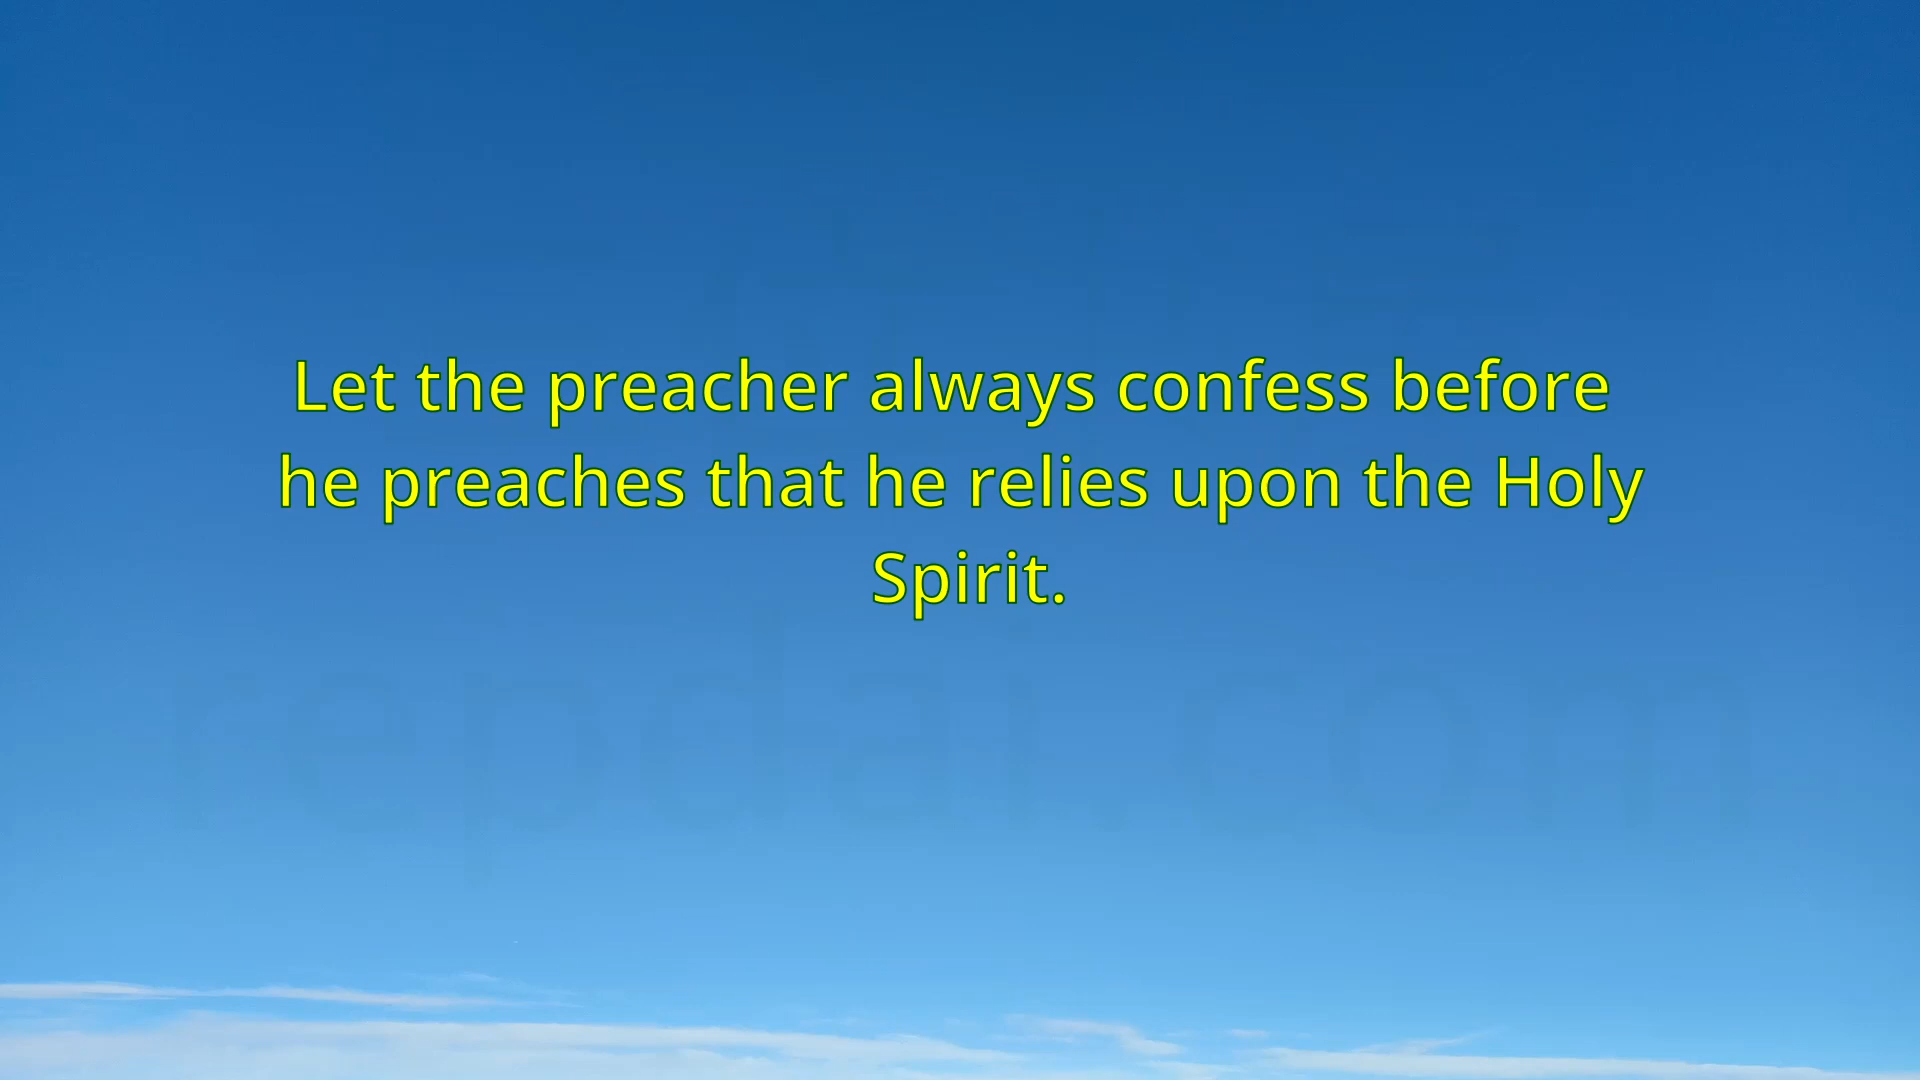 Let the preacher always confess before
he preaches that he relies upon the Holy
Spirit.